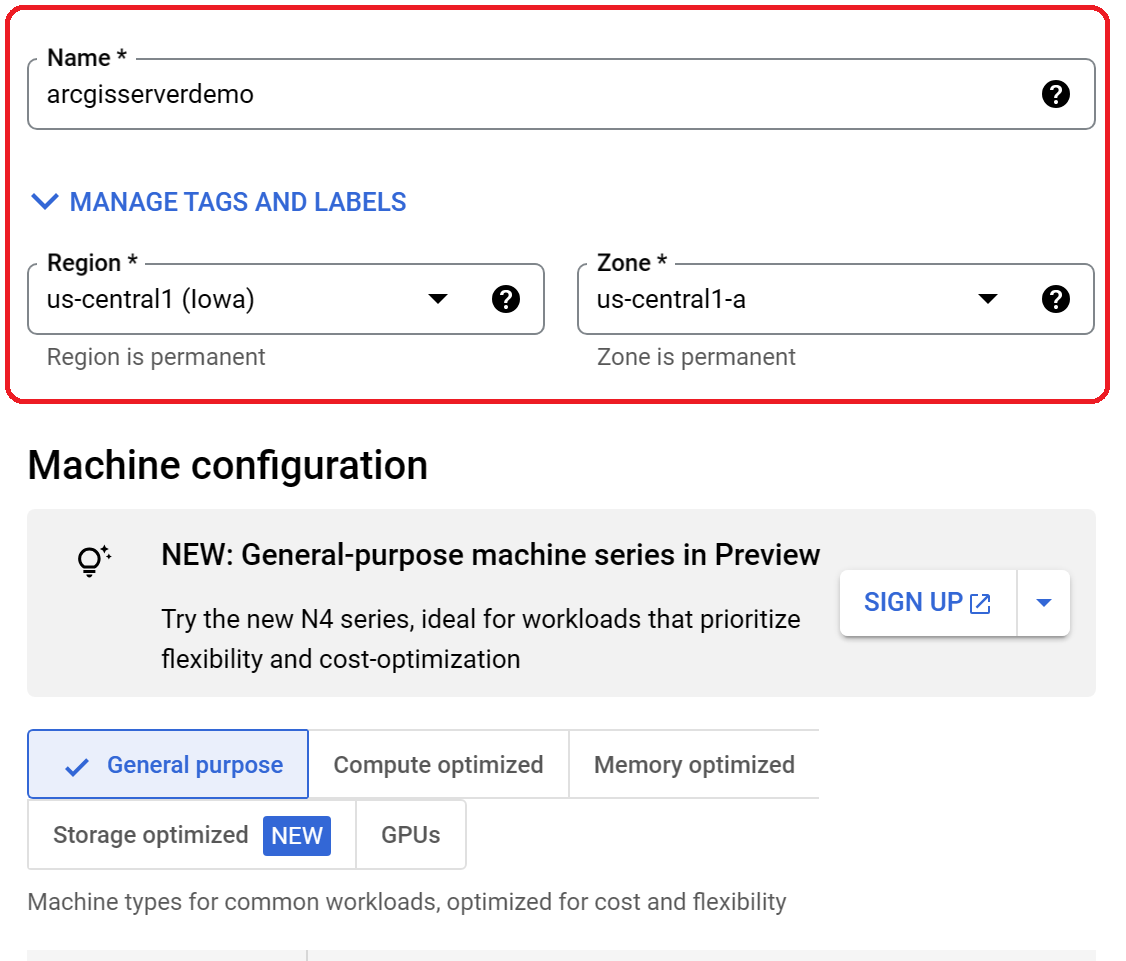 Name *
arcgisserverdemo
MANAGE TAGS AND LABELS
Region *
Zone *
us-central1 (Iowa)
us-central1-a
Region is permanent
Zone is permanent
Machine configuration
NEW: General-purpose machine series in Preview
Try the new N4 series, ideal for workloads that prioritize
flexibility and cost-optimization
SIGN UP
General purpose
Compute optimized
Memory optimized
Storage optimized NEW
GPUs
Machine types for common workloads, optimized for cost and flexibility